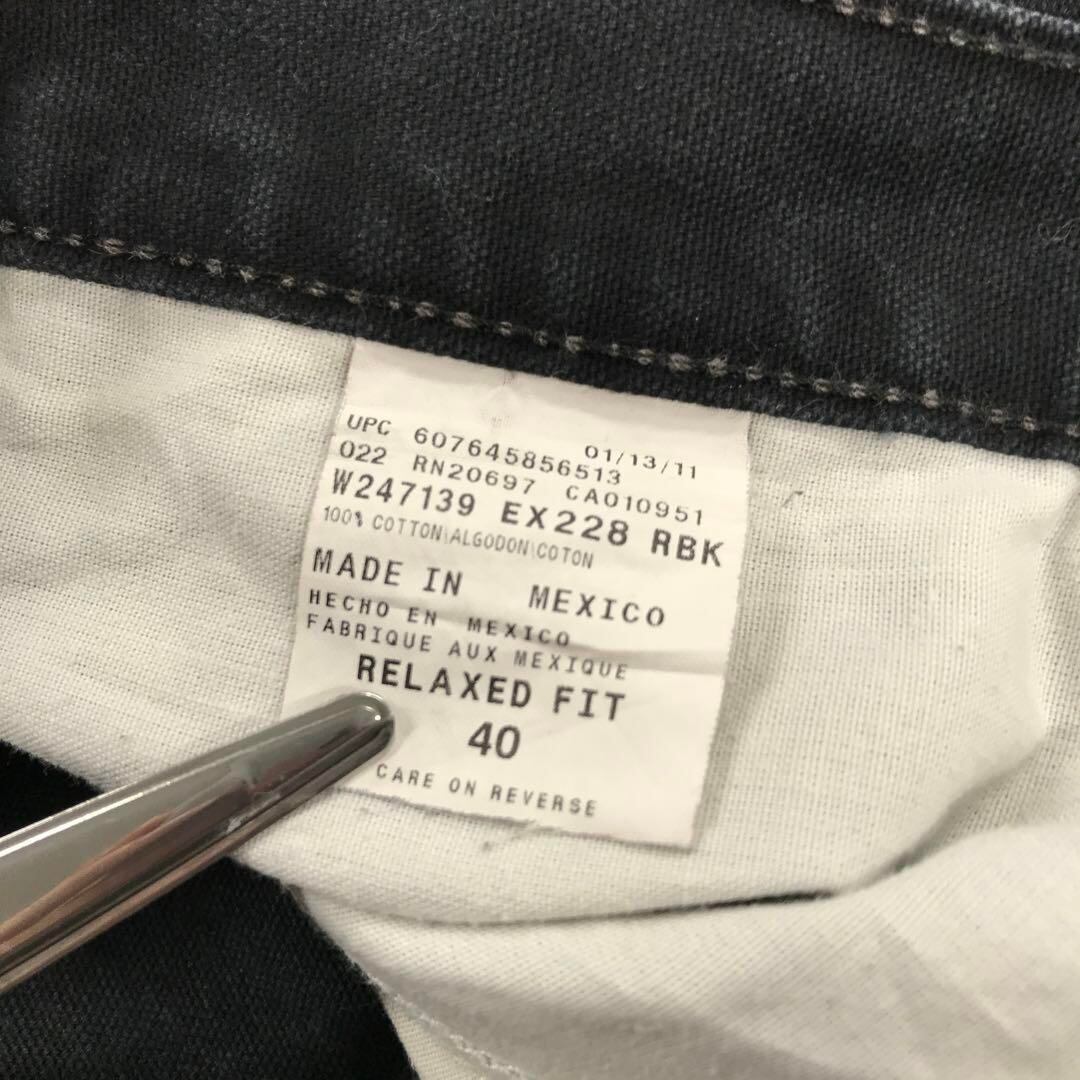 UPC 607645856513 01/13/11
022 RN20697 CA010951
W247139 EX228 RBK
100% COTTON\ALGODON\COTON
MADE IN MEXICO
HECHO EN MEXICO
FABRIQUE AUX MEXIQUE
RELAXED FIT
40
CARE ON REVERSE